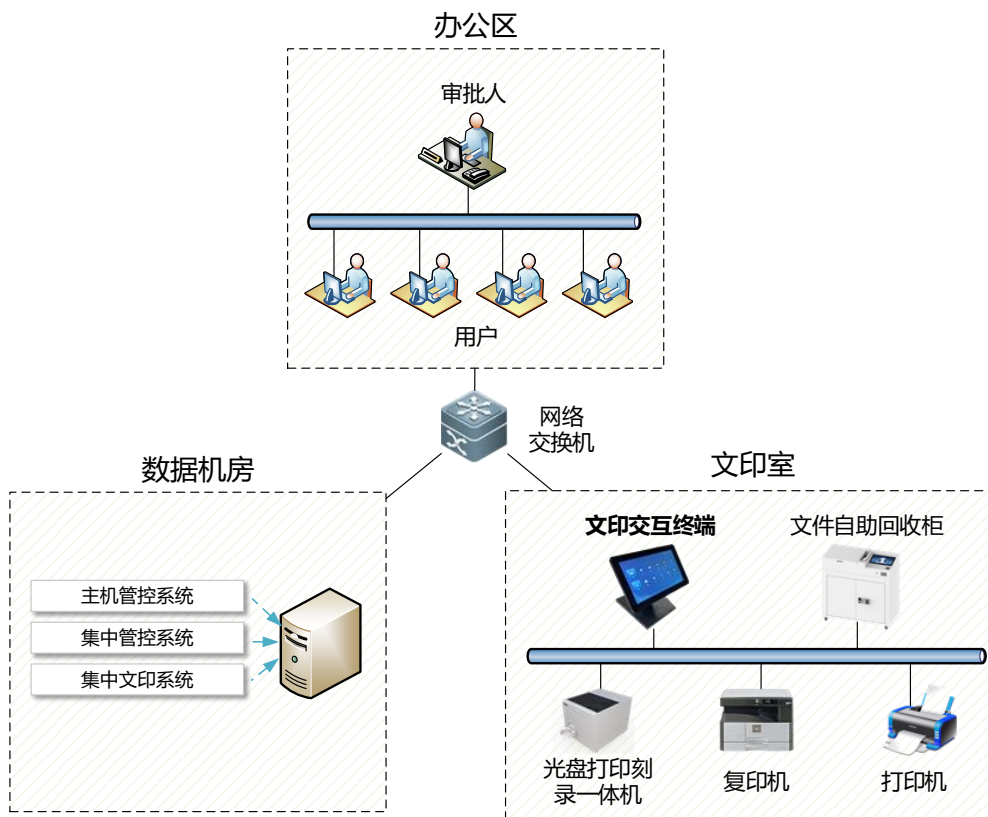 办公区
审批人
用户
网络
交换机
数据机房
主机管控系统
集中管控系统
集中文印系统
文印室
文印交互终端
文件自助回收柜
光盘打印刻
录一体机
复印机
打印机